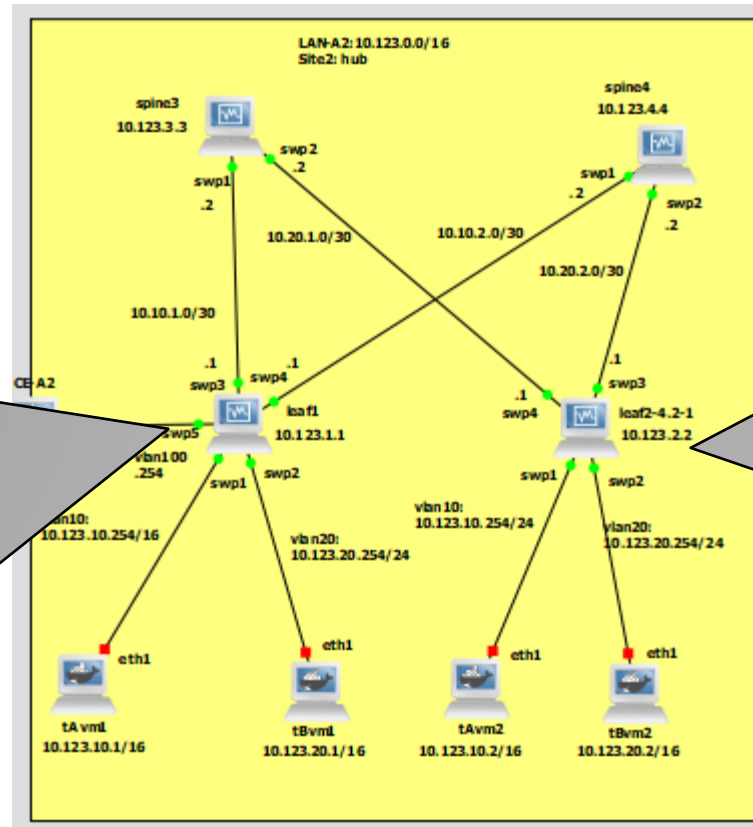 LAN-A2: 10.123.0.0/16
Site2: hub
spine3
10.123.3.3
spine4
10.123.4.4
swp1
.2
swp2
.2
swp1
.2
swp2
.2
10.20.1.0/30
10.10.2.0/30
10.20.2.0/30
10.10.1.0/30
CE-A2
.1
swp3
.1
swp4
leaf1
10.123.1.1
.1
swp4
.1
swp3
leaf2-4.2-1
10.123.2.2
swp5
vlan100
.254
swp1
swp2
swp1
swp2
10.123.10.254/16
vlan20:
10.123.20.254/24
vlan10:
10.123.10.254/24
vlan20:
10.123.20.254/24
eth1
eth1
eth1
eth1
tAvm1
10.123.10.1/16
tBvm1
10.123.20.1/16
tAvm2
10.123.10.2/16
tBvm2
10.123.20.2/16